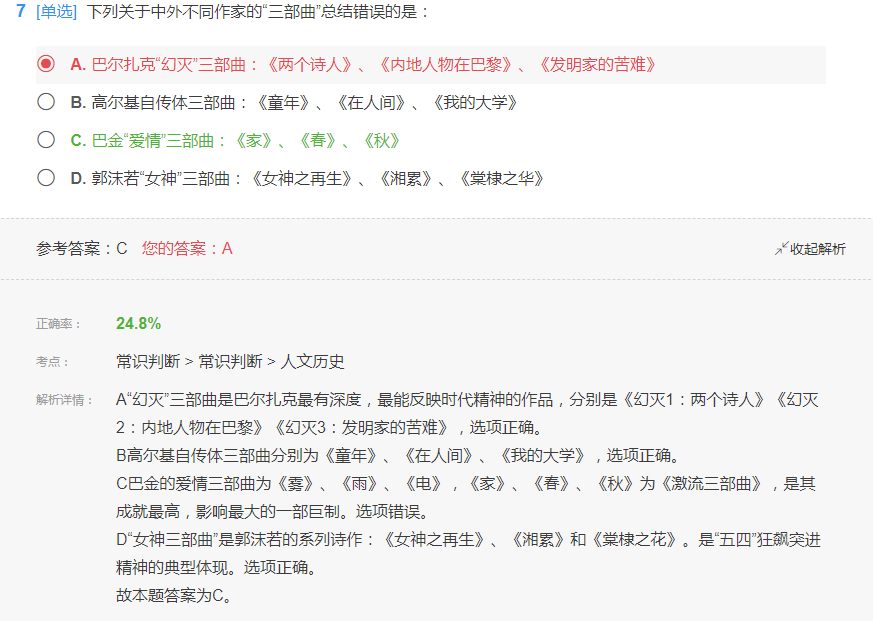 7 [单选] 下列关于中外不同作家的“三部曲”总结错误的是：
A. 巴尔扎克“幻灭”三部曲：《两个诗人》、《内地人物在巴黎》、《发明家的苦难》
B. 高尔基自传体三部曲：《童年》、《在人间》、《我的大学》
C. 巴金“爱情”三部曲：《家》、《春》、《秋》
D. 郭沫若“女神”三部曲：《女神之再生》、《湘累》、《棠棣之华》
参考答案：C 您的答案：A 收起解析
正确率： 24.8%
考点： 常识判断 > 常识判断 > 人文历史
解析详情： A“幻灭”三部曲是巴尔扎克最有深度，最能反映时代精神的作品，分别是《幻灭1：两个诗人》《幻灭
2：内地人物在巴黎》《幻灭3：发明家的苦难》，选项正确。
B高尔基自传体三部曲分别为《童年》、《在人间》、《我的大学》，选项正确。
C巴金的爱情三部曲为《雾》、《雨》、《电》，《家》、《春》、《秋》为《激流三部曲》，是其
成就最高，影响最大的一部巨制。选项错误。
D“女神三部曲”是郭沫若的系列诗作：《女神之再生》、《湘累》和《棠棣之花》。是“五四”狂飙突进
精神的典型体现。选项正确。
故本题答案为C。